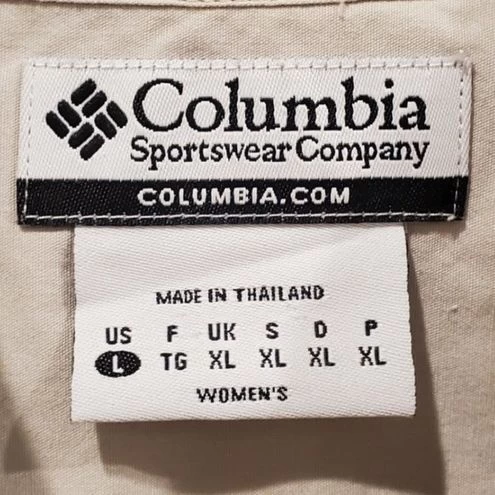 Columbia
Sportswear Company
COLUMBIA.COM
MADE IN THAILAND
US F UK S D P
L TG XL XL XL XL
WOMEN'S